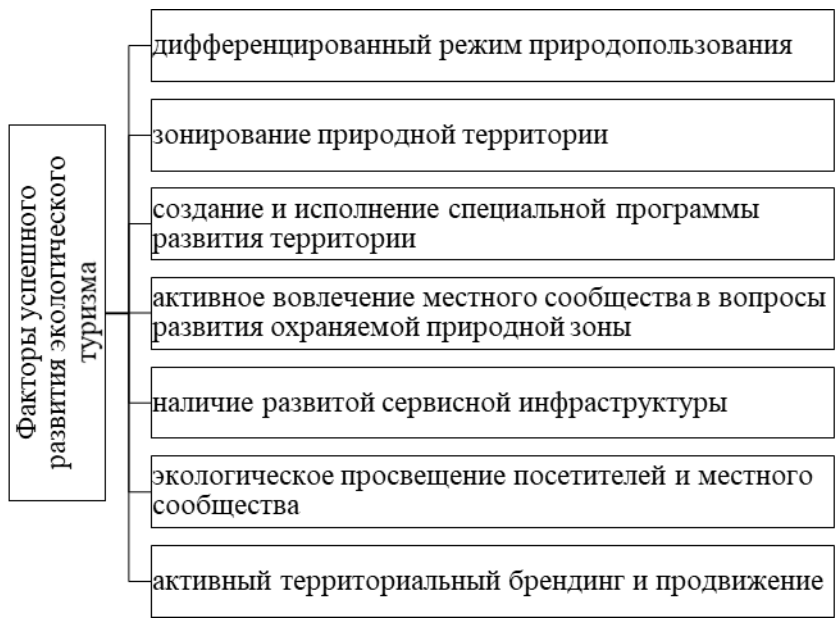 Факторы успешного
развития экологического
туризма
дифференцированный режим природопользования
зонирование природной территории
создание и исполнение специальной программы
развития территории
активное вовлечение местного сообщества в вопросы
развития охраняемой природной зоны
наличие развитой сервисной инфраструктуры
экологическое просвещение посетителей и местного
сообщества
активный территориальный брендинг и продвижение